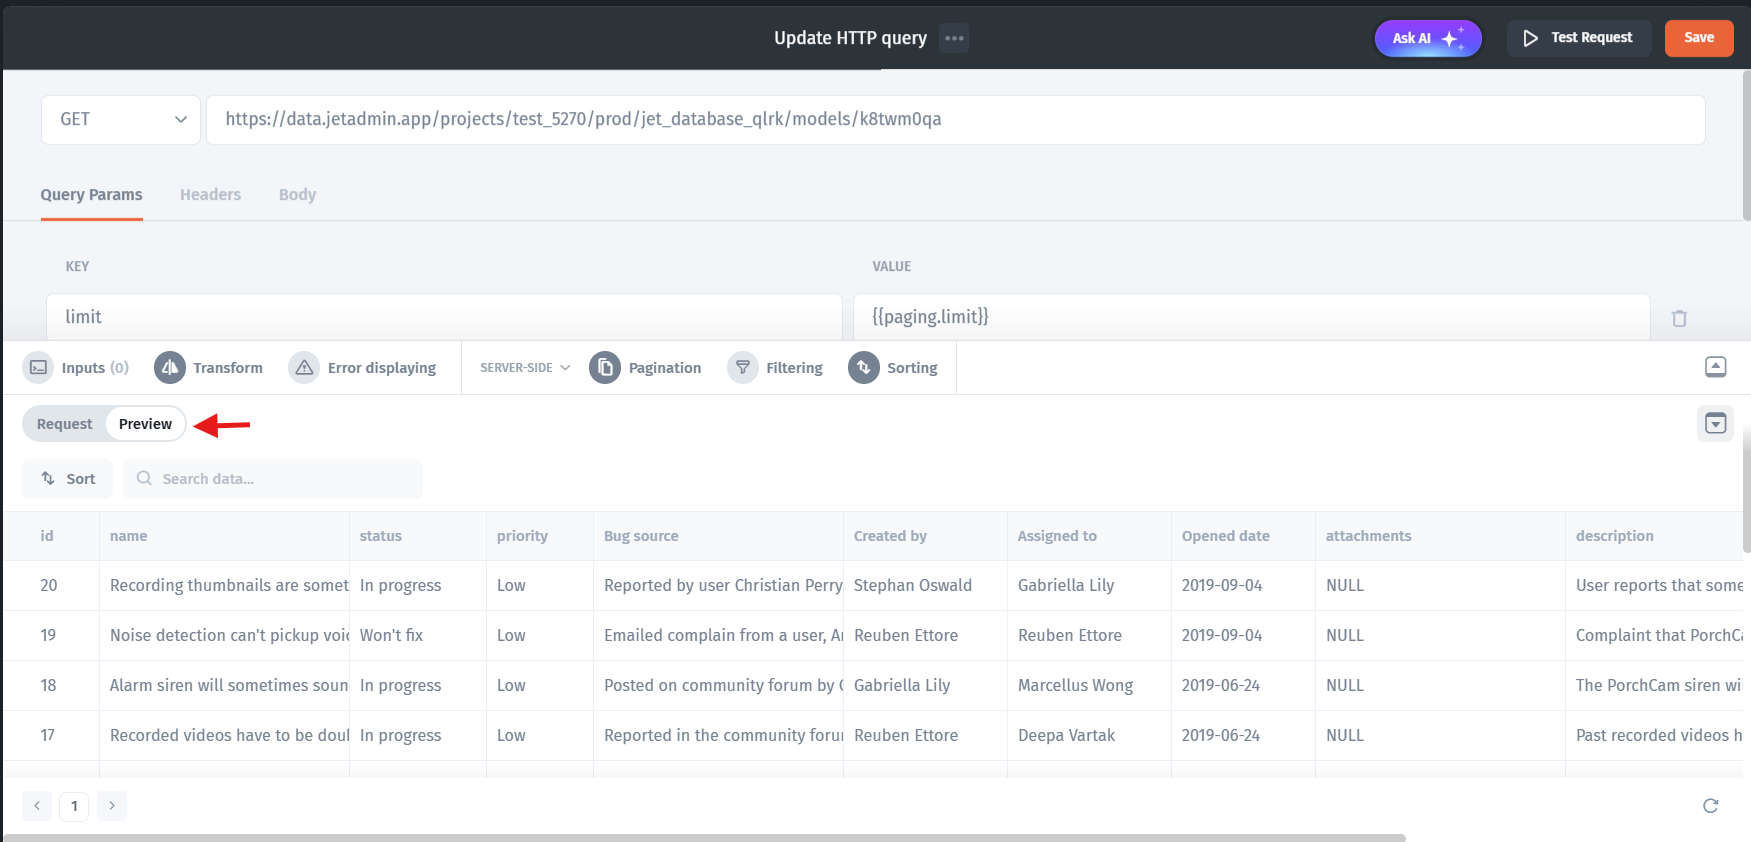 Update HTTP query
Ask AI
Test Request
Save
GET
https://data.jetadmin.app/projects/test_5270/prod/jet_database_qlrk/models/k8twm0qa
Query Params Headers Body
KEY VALUE
limit {{paging.limit}}
Inputs (0) Transform Error displaying SERVER-SIDE Pagination Filtering Sorting
Request Preview
Sort Search data...
id name status priority Bug source Created by Assigned to Opened date attachments description
20 Recording thumbnails are somet In progress Low Reported by user Christian Perry Stephan Oswald Gabriella Lily 2019-09-04 NULL User reports that some
19 Noise detection can't pickup voic Won't fix Low Emailed complain from a user, Reuben Ettore Reuben Ettore 2019-09-04 NULL Complaint that PorchCa
18 Alarm siren will sometimes soun In progress Low Posted on community forum by Gabriella Lily Marcellus Wong 2019-06-24 NULL The PorchCam siren wi
17 Recorded videos have to be doul In progress Low Reported in the community foru Reuben Ettore Deepa Vartak 2019-06-24 NULL Past recorded videos h
1